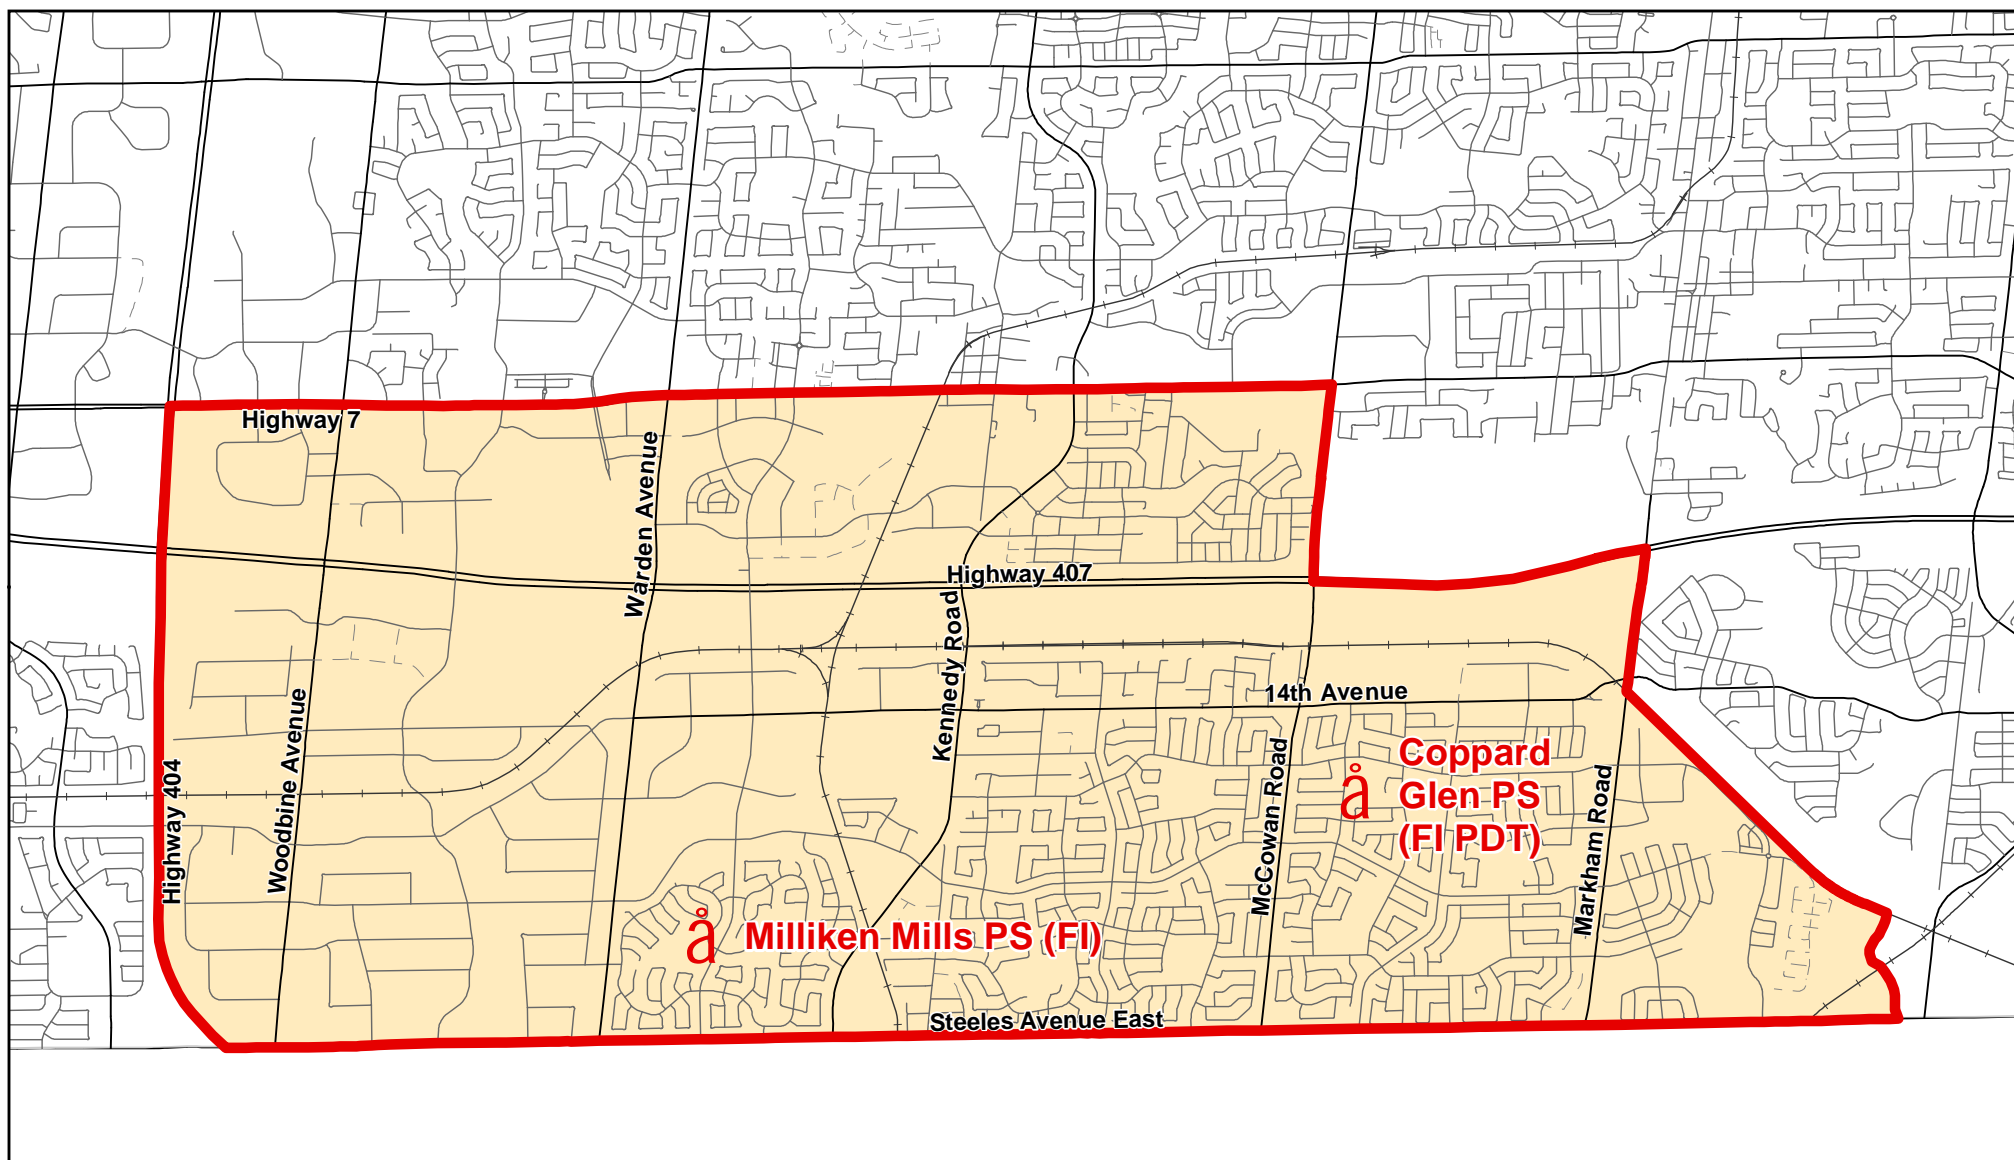 Highway 7
Warden Avenue
Highway 407
Kennedy Road
14th Avenue
Woodbine Avenue
Highway 404
McCowan Road
Coppard
Glen PS
(FI PDT)
Markham Road
Milliken Mills PS (FI)
Steeles Avenue East